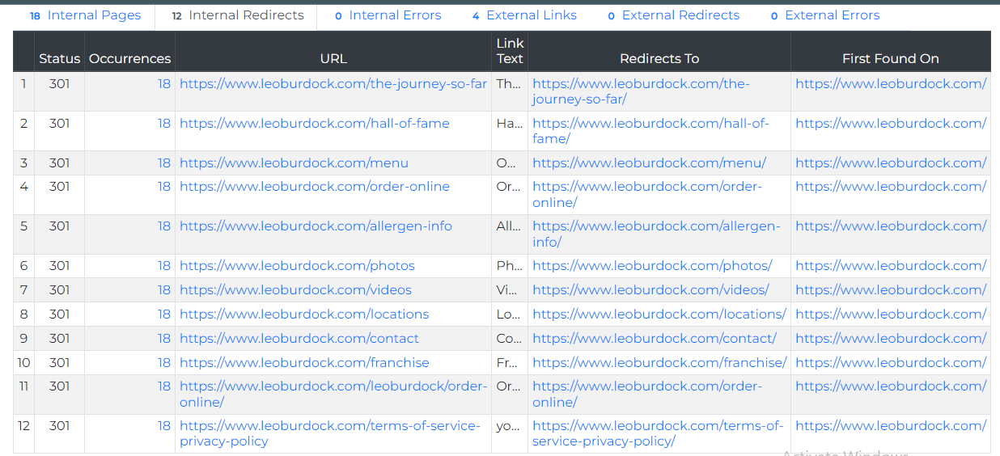 18 Internal Pages 12 Internal Redirects 0 Internal Errors 4 External Links 0 External Redirects 0 External Errors
Link
Status Occurrences URL Text Redirects To First Found On
1 301 18 https://www.leoburdock.com/the-journey-so-far Th... https://www.leoburdock.com/the- https://www.leoburdock.com/
journey-so-far/
2 301 18 https://www.leoburdock.com/hall-of-fame Ha... https://www.leoburdock.com/hall-of- https://www.leoburdock.com/
fame/
3 301 18 https://www.leoburdock.com/menu O... https://www.leoburdock.com/menu/ https://www.leoburdock.com/
4 301 18 https://www.leoburdock.com/order-online Or... https://www.leoburdock.com/order- https://www.leoburdock.com/
online/
5 301 18 https://www.leoburdock.com/allergen-info All... https://www.leoburdock.com/allergen- https://www.leoburdock.com/
info/
6 301 18 https://www.leoburdock.com/photos Ph... https://www.leoburdock.com/photos/ https://www.leoburdock.com/
7 301 18 https://www.leoburdock.com/videos Vi... https://www.leoburdock.com/videos/ https://www.leoburdock.com/
8 301 18 https://www.leoburdock.com/locations Lo... https://www.leoburdock.com/locations/ https://www.leoburdock.com/
9 301 18 https://www.leoburdock.com/contact Co... https://www.leoburdock.com/contact/ https://www.leoburdock.com/
10 301 18 https://www.leoburdock.com/franchise Fr... https://www.leoburdock.com/franchise/ https://www.leoburdock.com/
11 301 18 https://www.leoburdock.com/leoburdock/order- Or... https://www.leoburdock.com/order- https://www.leoburdock.com/
online/ online/
12 301 18 https://www.leoburdock.com/terms-of-service- yo... https://www.leoburdock.com/terms-of- https://www.leoburdock.com/
privacy-policy service-privacy-policy/
Activate Windows